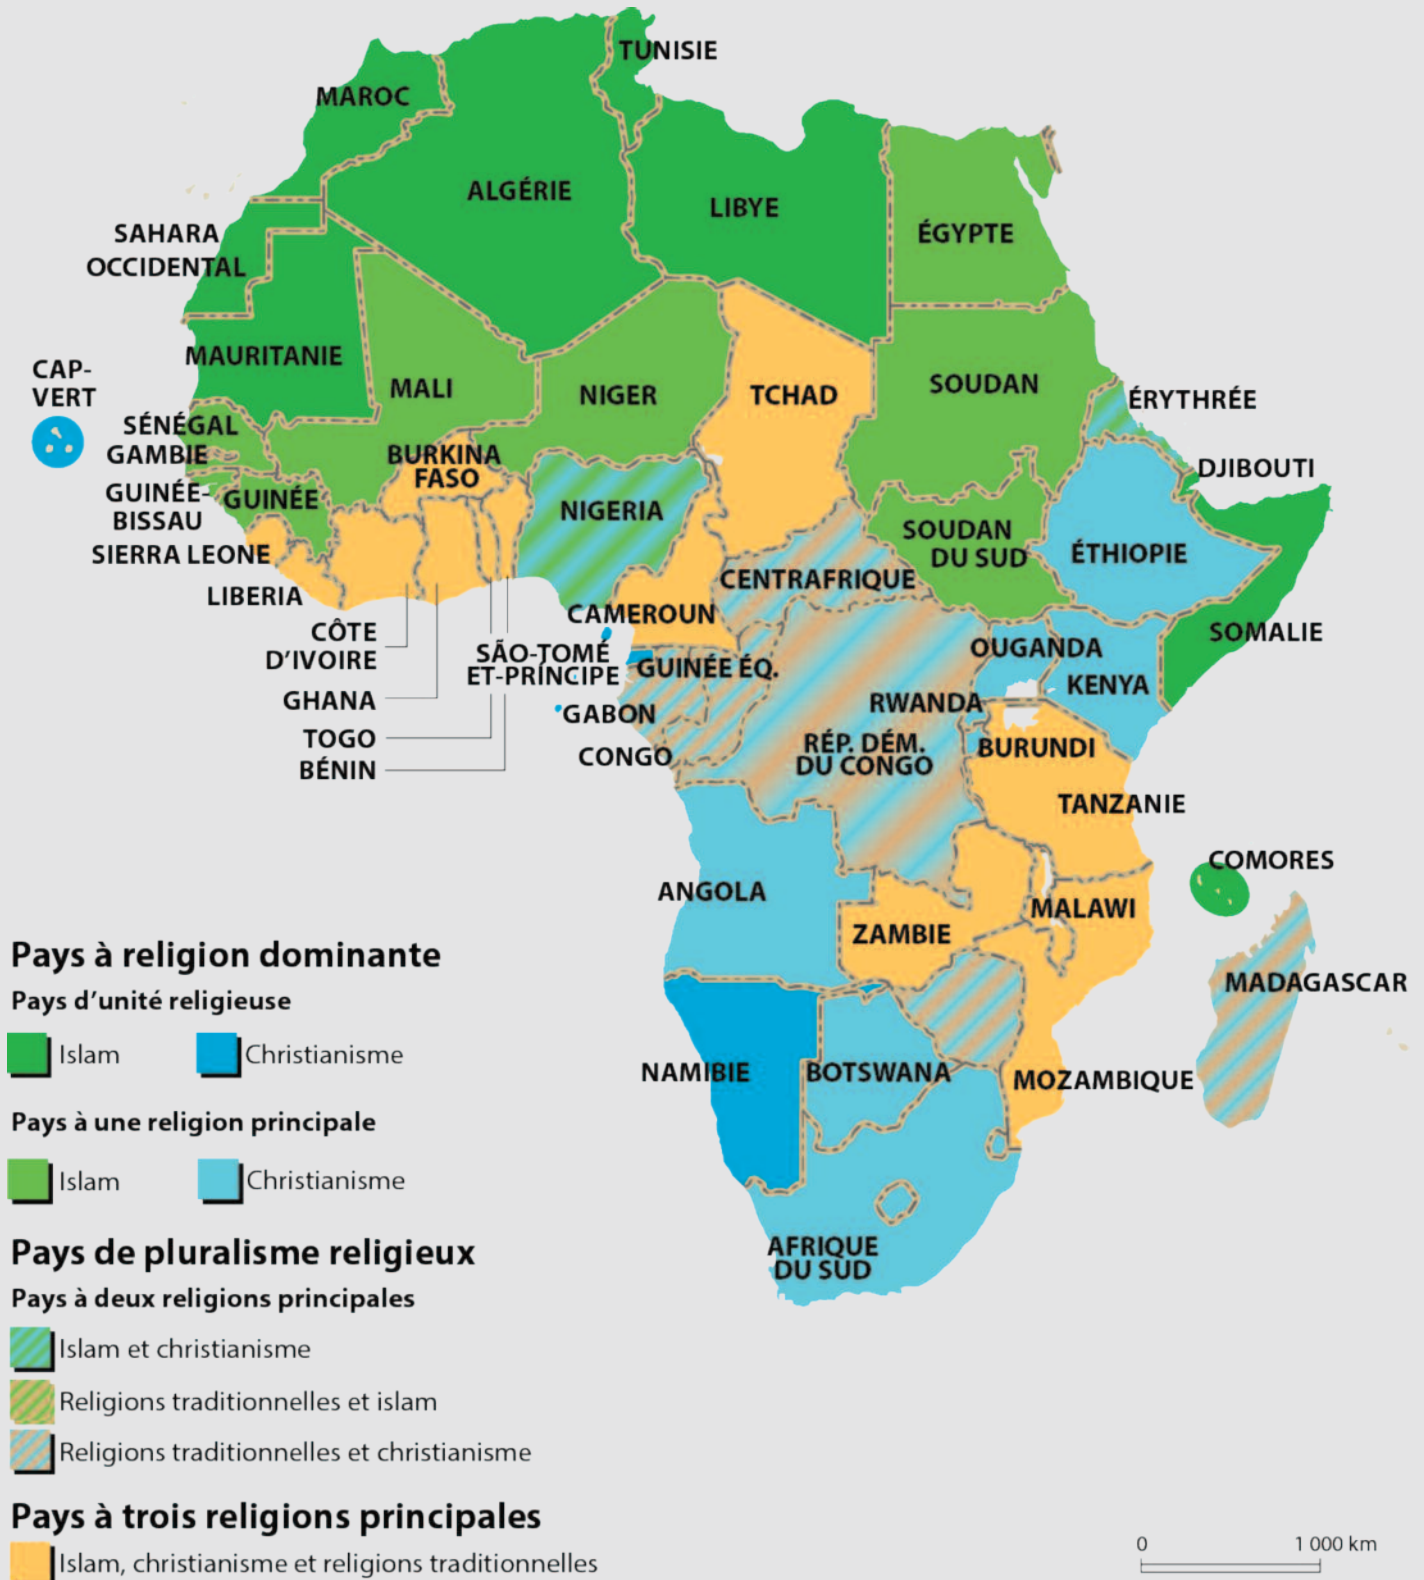 TUNISIE
MAROC
ALGÉRIE
LIBYE
ÉGYPTE
SAHARA
OCCIDENTAL
MAURITANIE
CAP-
VERT
MALI
NIGER
TCHAD
SOUDAN
ÉRYTHRÉE
SÉNÉGAL
GAMBIE
BURKINA
FASO
DJIBOUTI
GUINÉE-
BISSAU
GUINÉE
NIGERIA
SOUDAN
DU SUD
ÉTHIOPIE
SIERRA LEONE
CENTRAFRIQUE
LIBERIA
CAMEROUN
CÔTE
D'IVOIRE
SOMALIE
SÃO-TOMÉ
ET-PRÍNCIPE
GUINÉE ÉQ.
OUGANDA
KENYA
GHANA
GABON
RWANDA
TOGO
BÉNIN
CONGO
RÉP. DÉM.
DU CONGO
BURUNDI
TANZANIE
COMORES
ANGOLA
MALAWI
ZAMBIE
MADAGASCAR
NAMIBIE
BOTSWANA
MOZAMBIQUE
AFRIQUE
DU SUD
Pays à religion dominante
Pays d'unité religieuse
Islam Christianisme
Pays à une religion principale
Islam Christianisme
Pays de pluralisme religieux
Pays à deux religions principales
Islam et christianisme
Religions traditionnelles et islam
Religions traditionnelles et christianisme
Pays à trois religions principales
Islam, christianisme et religions traditionnelles
0 1 000 km